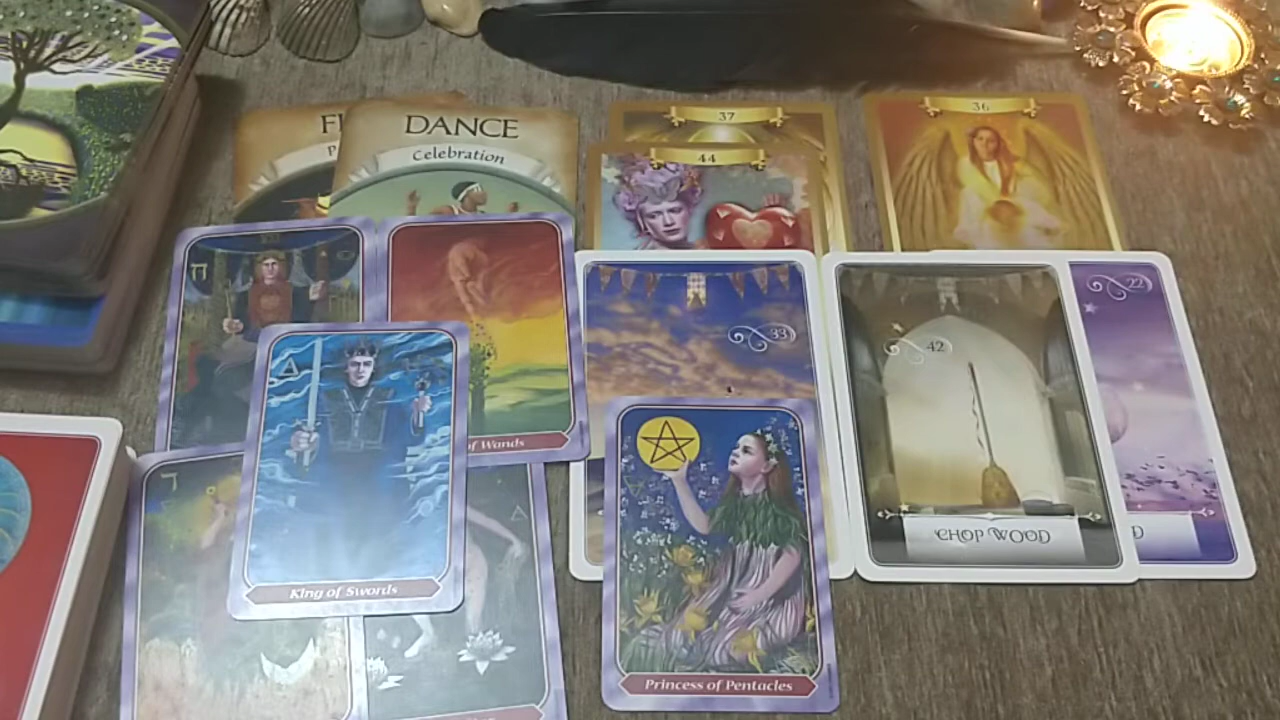 DANCE
Celebration
37
44
36
33
42
22
of Wands
CHOP WOOD
D
King of Swords
Princess of Pentacles